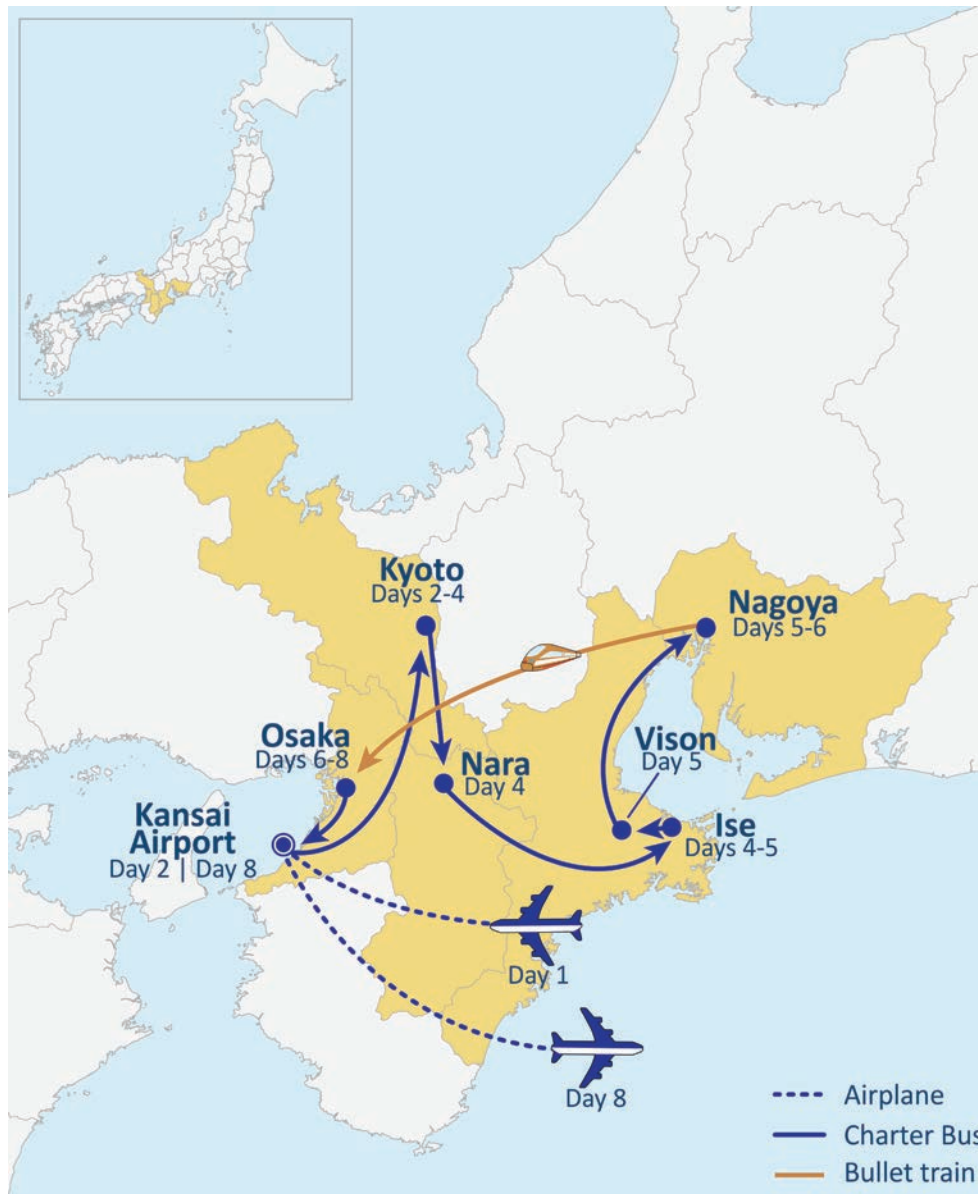 Kyoto
Days 2-4
Nagoya
Days 5-6
Osaka
Days 6-8
Nara
Day 4
Vison
Day 5
Kansai
Airport
Day 2 | Day 8
Ise
Days 4-5
Day 1
Day 8
Airplane
Charter Bus
Bullet train